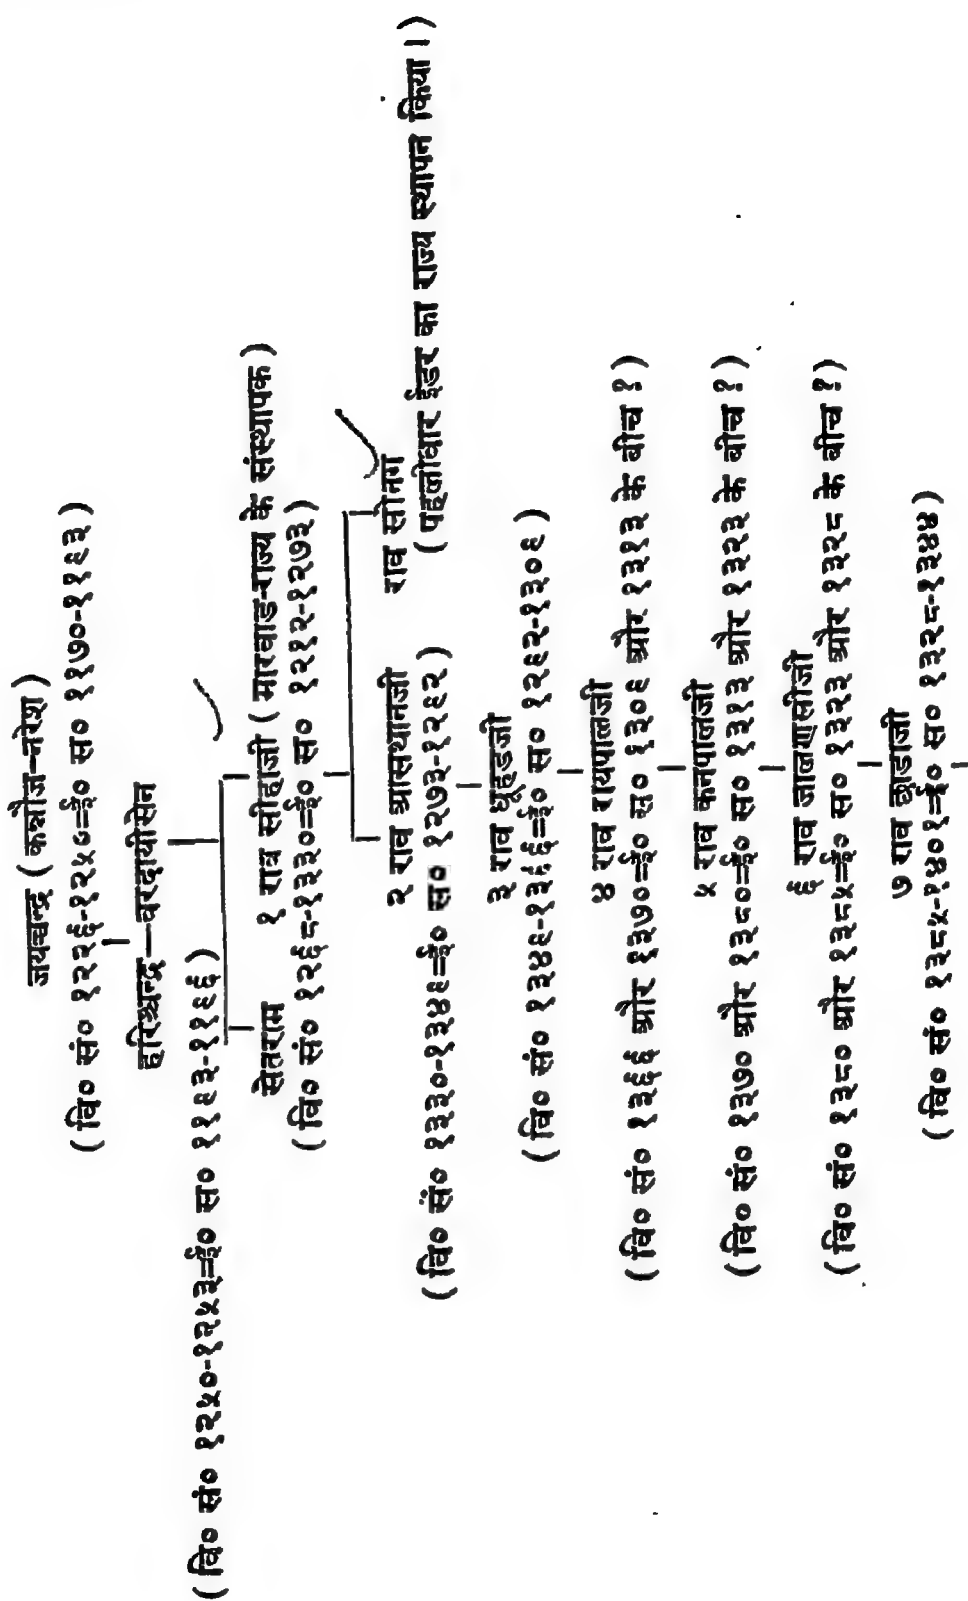 जयचन्द्र ( कन्नौज-नरेश )
( वि० सं० १२२६-१२५०=ई० स० ११७०-११९३ )
हरिश्चन्द्र—वरदायीसेन
( वि० सं० १२५०-१२५३=ई० स० ११९३-११९६ )
सेतराम
१ राव सीहाजी ( मारवाड़-राज्य के संस्थापक )
( वि० सं० १२६८-१३३०=ई० स० १२१२-१२७३ )
२ राव आसथानजी
राव सोनग
( वि० सं० १३३०-१३४९=ई० स० १२७३-१२९२ )
( पहलीवार ईडर का राज्य स्थापन किया । )
३ राव धूहडजी
( वि० सं० १३४९-१३६६=ई० स० १२९२-१३०९ )
४ राव रायपालजी
( वि० सं० १३६६ और १३७०=ई० स० १३०९ और १३१३ के बीच ? )
५ राव कनपालजी
( वि० सं० १३७० और १३८०=ई० स० १३१३ और १३२३ के बीच ? )
६ राव जालणसीजी
( वि० सं० १३८० और १३८५=ई० स० १३२३ और १३२८ के बीच ? )
७ राव छाडाजी
( वि० सं० १३८५-१४०१=ई० स० १३२८-१३४४ )